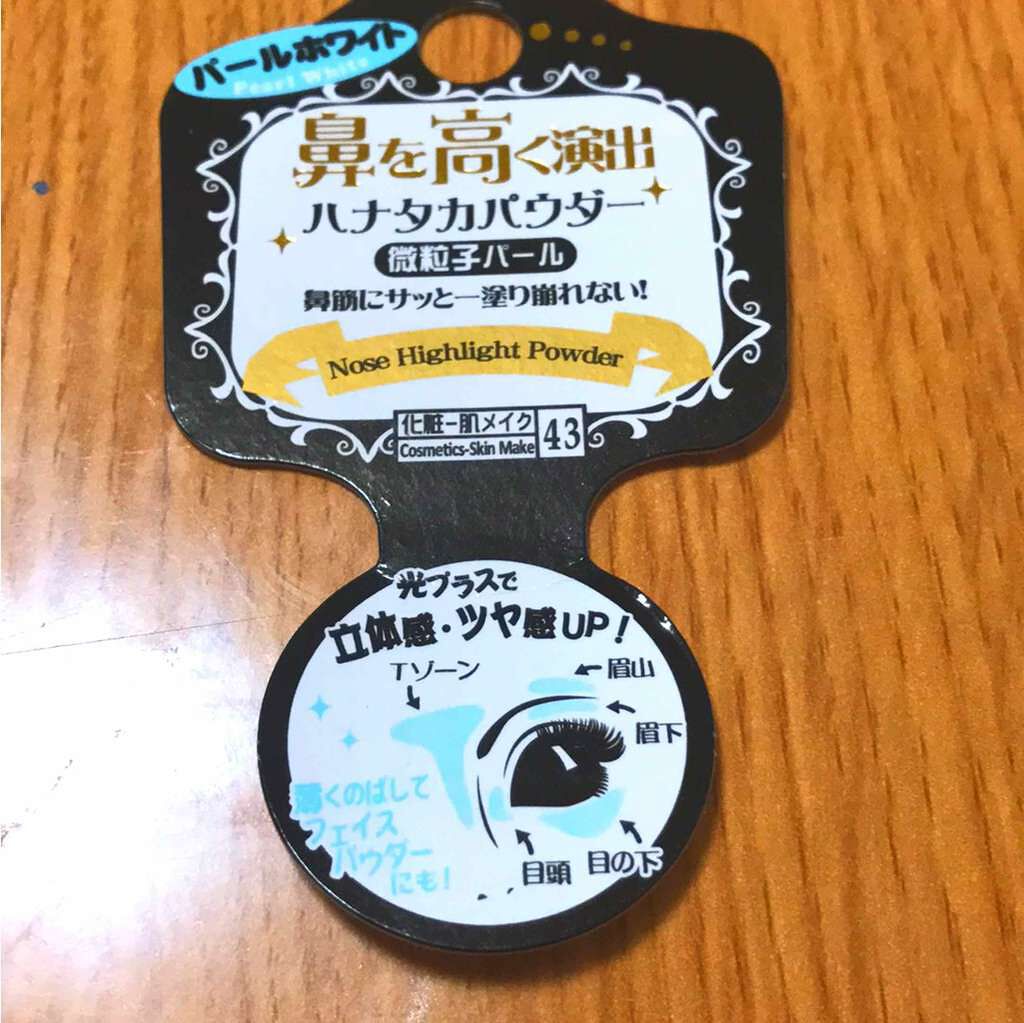 パールホワイト
Pearl White
鼻を高く演出
ハナタカパウダー
微粒子パール
鼻筋にサッと一塗り崩れない!
Nose Highlight Powder
化粧-肌メイク 43
Cosmetics-Skin Make
光プラスで
立体感・ツヤ感UP!
Tゾーン
眉山
眉下
薄くのばして
フェイス
パウダー
にも!
目頭
目の下